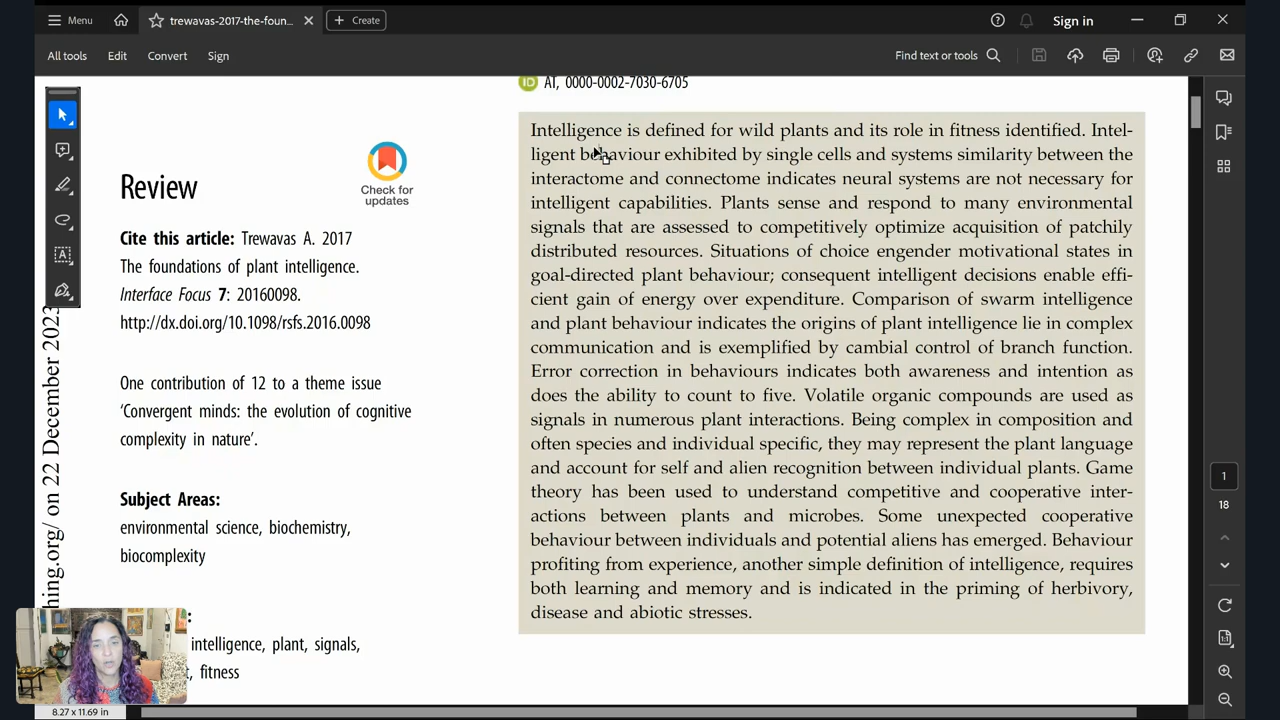 Menu
trewavas-2017-the-foun...
Create
Sign in
All tools
Edit
Convert
Sign
Find text or tools
iD AT, 0000-0002-7030-6705
Review
Check for
updates
Cite this article: Trewavas A. 2017
The foundations of plant intelligence.
Interface Focus 7: 20160098.
http://dx.doi.org/10.1098/rsfs.2016.0098
One contribution of 12 to a theme issue
‘Convergent minds: the evolution of cognitive
complexity in nature’.
Subject Areas:
environmental science, biochemistry,
biocomplexity
intelligence, plant, signals,
fitness
hing.org/ on 22 December 2023
Intelligence is defined for wild plants and its role in fitness identified. Intel-
ligent behaviour exhibited by single cells and systems similarity between the
interactome and connectome indicates neural systems are not necessary for
intelligent capabilities. Plants sense and respond to many environmental
signals that are assessed to competitively optimize acquisition of patchily
distributed resources. Situations of choice engender motivational states in
goal-directed plant behaviour; consequent intelligent decisions enable effi-
cient gain of energy over expenditure. Comparison of swarm intelligence
and plant behaviour indicates the origins of plant intelligence lie in complex
communication and is exemplified by cambial control of branch function.
Error correction in behaviours indicates both awareness and intention as
does the ability to count to five. Volatile organic compounds are used as
signals in numerous plant interactions. Being complex in composition and
often species and individual specific, they may represent the plant language
and account for self and alien recognition between individual plants. Game
theory has been used to understand competitive and cooperative inter-
actions between plants and microbes. Some unexpected cooperative
behaviour between individuals and potential aliens has emerged. Behaviour
profiting from experience, another simple definition of intelligence, requires
both learning and memory and is indicated in the priming of herbivory,
disease and abiotic stresses.
1
18
8.27 x 11.69 in